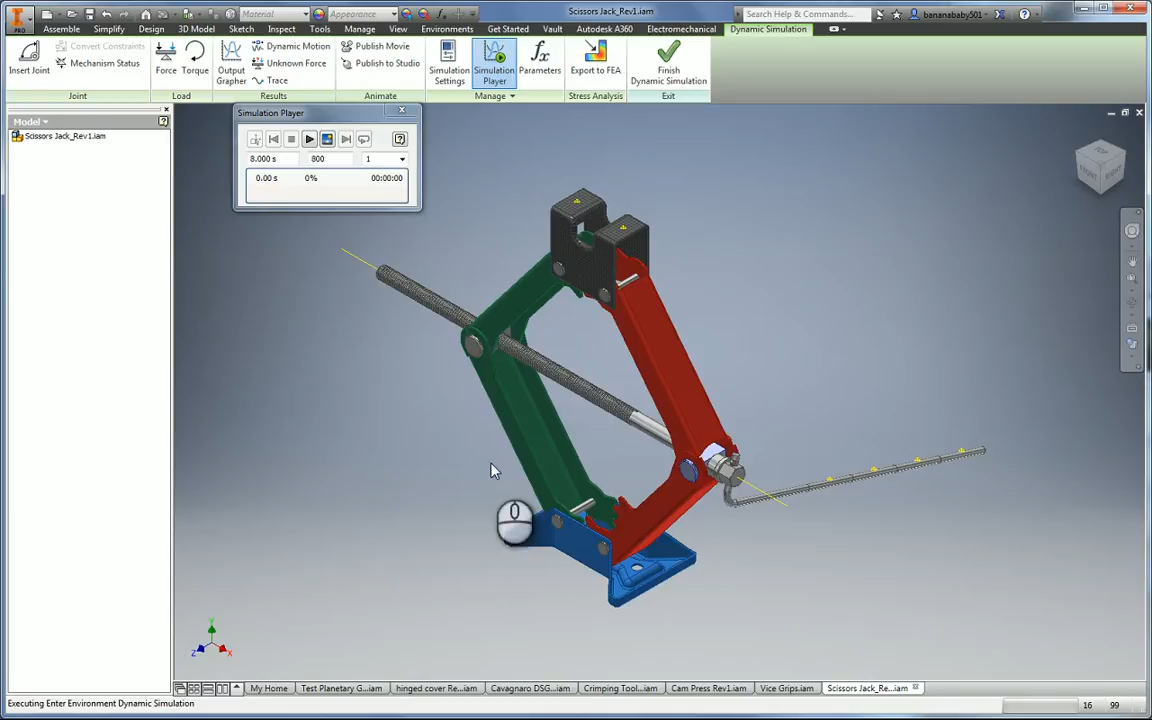 Scissors Jack_Rev1.iam
Material
Appearance
Search Help & Commands...
bananababy501
PRO
Assemble Simplify Design 3D Model Sketch Inspect Tools Manage View Environments Get Started Vault Autodesk A360 Electromechanical Dynamic Simulation
Insert Joint
Convert Constraints
Mechanism Status
Force
Torque
Output Grapher
Dynamic Motion
Unknown Force
Trace
Publish Movie
Publish to Studio
Simulation Settings
Simulation Player
Parameters
Export to FEA
Finish Dynamic Simulation
Joint Load Results Animate Manage Stress Analysis Exit
Model
Scissors Jack_Rev1.iam
Simulation Player
8.000 s 800 1
0.00 s 0% 00:00:00
TOP
FRONT
RIGHT
Y
Z
X
My Home Test Planetary G...iam hinged cover Re...iam Cavagnaro DSG...iam Crimping Tool...iam Cam Press Rev1.iam Vice Grips.iam Scissors Jack_Re...iam
Executing Enter Environment Dynamic Simulation
16 99